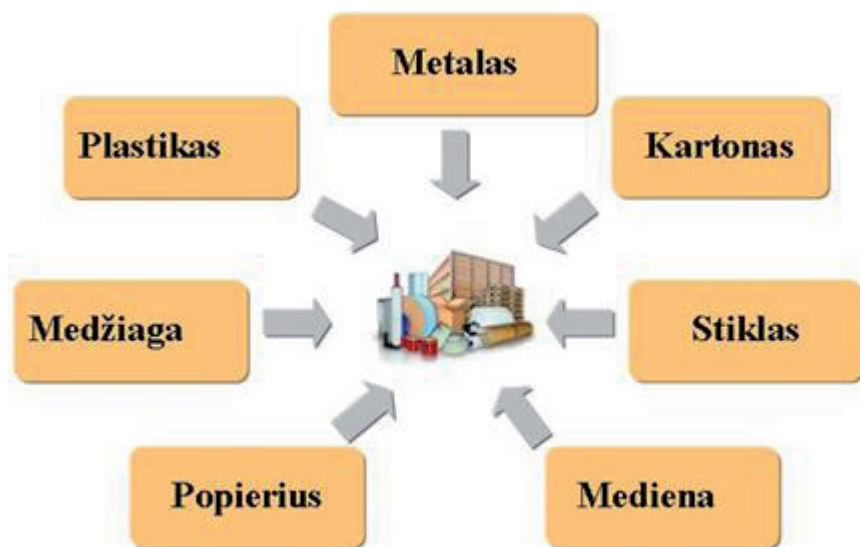 Metalas
Plastikas
Kartonas
Medžiaga
Stiklas
Popierius
Mediena